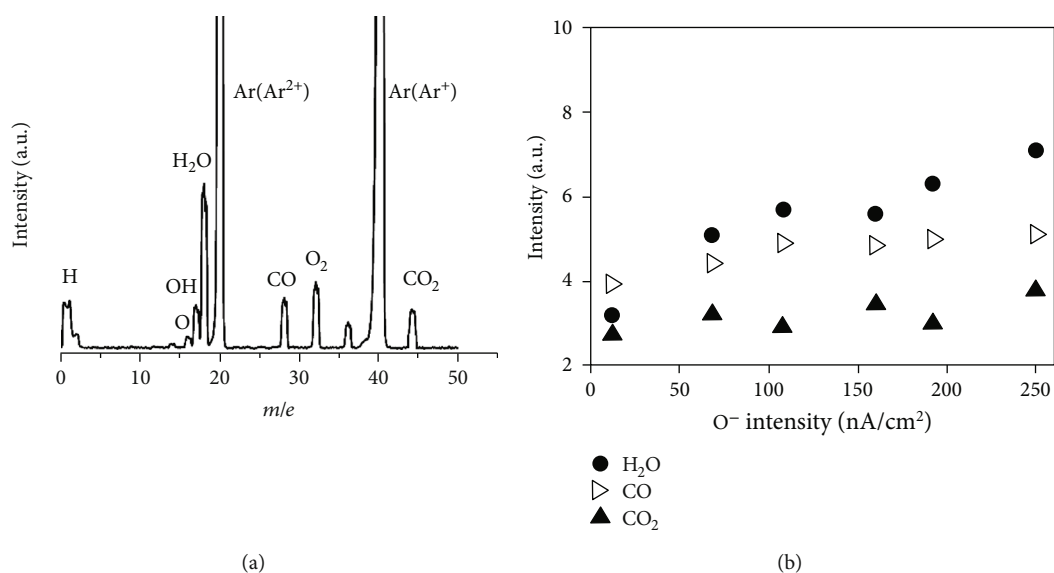 Intensity (a.u.)
H
O
OH
H₂O
Ar(Ar²⁺)
CO
O₂
Ar(Ar⁺)
CO₂
0 10 20 30 40 50
m/e
(a)
Intensity (a.u.)
10
8
6
4
2
0 50 100 150 200 250
O⁻ intensity (nA/cm²)
H₂O
CO
CO₂
(b)